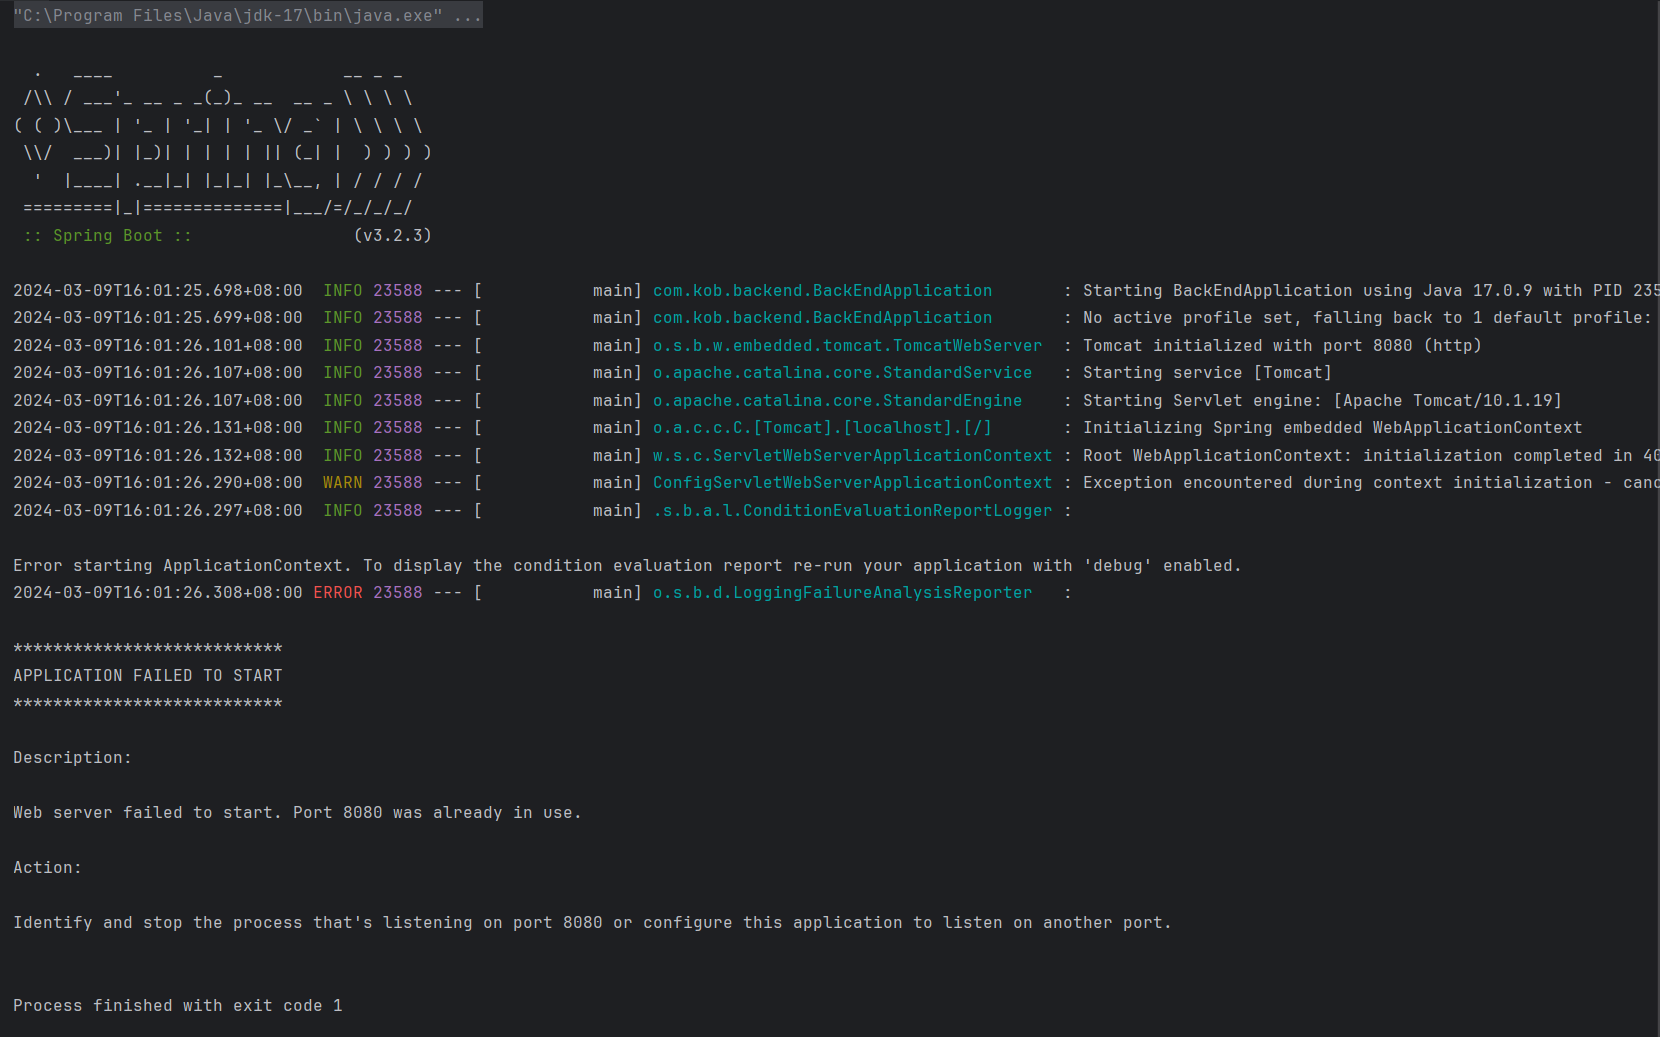 "C:\Program Files\Java\jdk-17\bin\java.exe" ...
  .   ____          _            __ _ _
 /\\ / ___'_ __ _ _(_)_ __  __ _ \ \ \ \
( ( )\___ | '_ | '_| | '_ \/ _` | \ \ \ \
 \\/  ___)| |_)| | | | | || (_| |  ) ) ) )
  '  |____| .__|_| |_|_| |_\__, | / / / /
 =========|_|==============|___/=/_/_/_/
 :: Spring Boot ::                (v3.2.3)
2024-03-09T16:01:25.698+08:00  INFO 23588 --- [           main] com.kob.backend.BackEndApplication       : Starting BackEndApplication using Java 17.0.9 with PID 235
2024-03-09T16:01:25.699+08:00  INFO 23588 --- [           main] com.kob.backend.BackEndApplication       : No active profile set, falling back to 1 default profile:
2024-03-09T16:01:26.101+08:00  INFO 23588 --- [           main] o.s.b.w.embedded.tomcat.TomcatWebServer  : Tomcat initialized with port 8080 (http)
2024-03-09T16:01:26.107+08:00  INFO 23588 --- [           main] o.apache.catalina.core.StandardService   : Starting service [Tomcat]
2024-03-09T16:01:26.107+08:00  INFO 23588 --- [           main] o.apache.catalina.core.StandardEngine    : Starting Servlet engine: [Apache Tomcat/10.1.19]
2024-03-09T16:01:26.131+08:00  INFO 23588 --- [           main] o.a.c.c.C.[Tomcat].[localhost].[/]       : Initializing Spring embedded WebApplicationContext
2024-03-09T16:01:26.132+08:00  INFO 23588 --- [           main] w.s.c.ServletWebServerApplicationContext : Root WebApplicationContext: initialization completed in 40
2024-03-09T16:01:26.290+08:00  WARN 23588 --- [           main] ConfigServletWebServerApplicationContext : Exception encountered during context initialization - canc
2024-03-09T16:01:26.297+08:00  INFO 23588 --- [           main] .s.b.a.l.ConditionEvaluationReportLogger :
Error starting ApplicationContext. To display the condition evaluation report re-run your application with 'debug' enabled.
2024-03-09T16:01:26.308+08:00 ERROR 23588 --- [           main] o.s.b.d.LoggingFailureAnalysisReporter   :
***************************
APPLICATION FAILED TO START
***************************
Description:
Web server failed to start. Port 8080 was already in use.
Action:
Identify and stop the process that's listening on port 8080 or configure this application to listen on another port.
Process finished with exit code 1